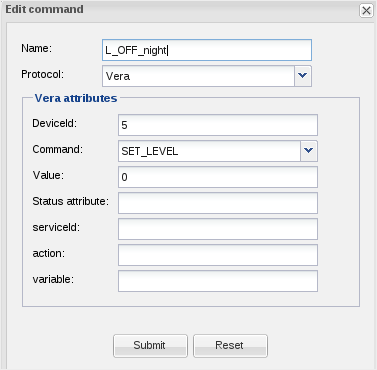 Edit command
Name: L_OFF_night
Protocol: Vera
Vera attributes
DeviceId: 5
Command: SET_LEVEL
Value: 0
Status attribute:
serviceId:
action:
variable:
Submit Reset